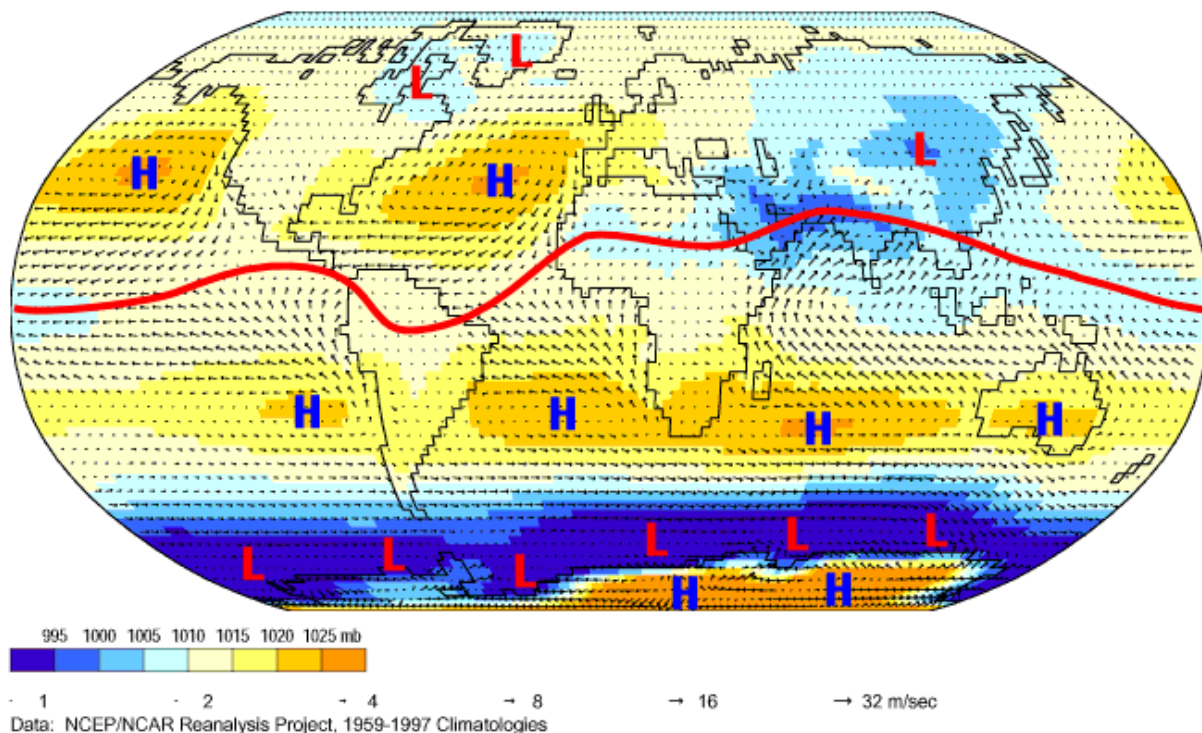 L
L
L
H
H
H
H
H
H
L
L
L
L
L
L
H
H
995 1000 1005 1010 1015 1020 1025 mb
1 2 4 8 16 32 m/sec
Data: NCEP/NCAR Reanalysis Project, 1959-1997 Climatologies